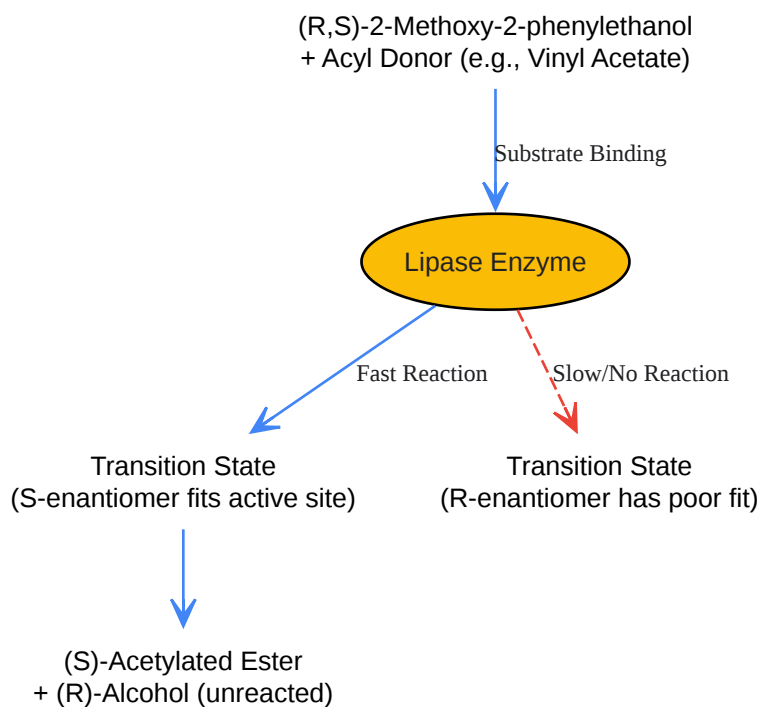 (R,S)-2-Methoxy-2-phenylethanol
+ Acyl Donor (e.g., Vinyl Acetate)
Substrate Binding
Lipase Enzyme
Fast Reaction
Slow/No Reaction
Transition State
(S-enantiomer fits active site)
Transition State
(R-enantiomer has poor fit)
(S)-Acetylated Ester
+ (R)-Alcohol (unreacted)